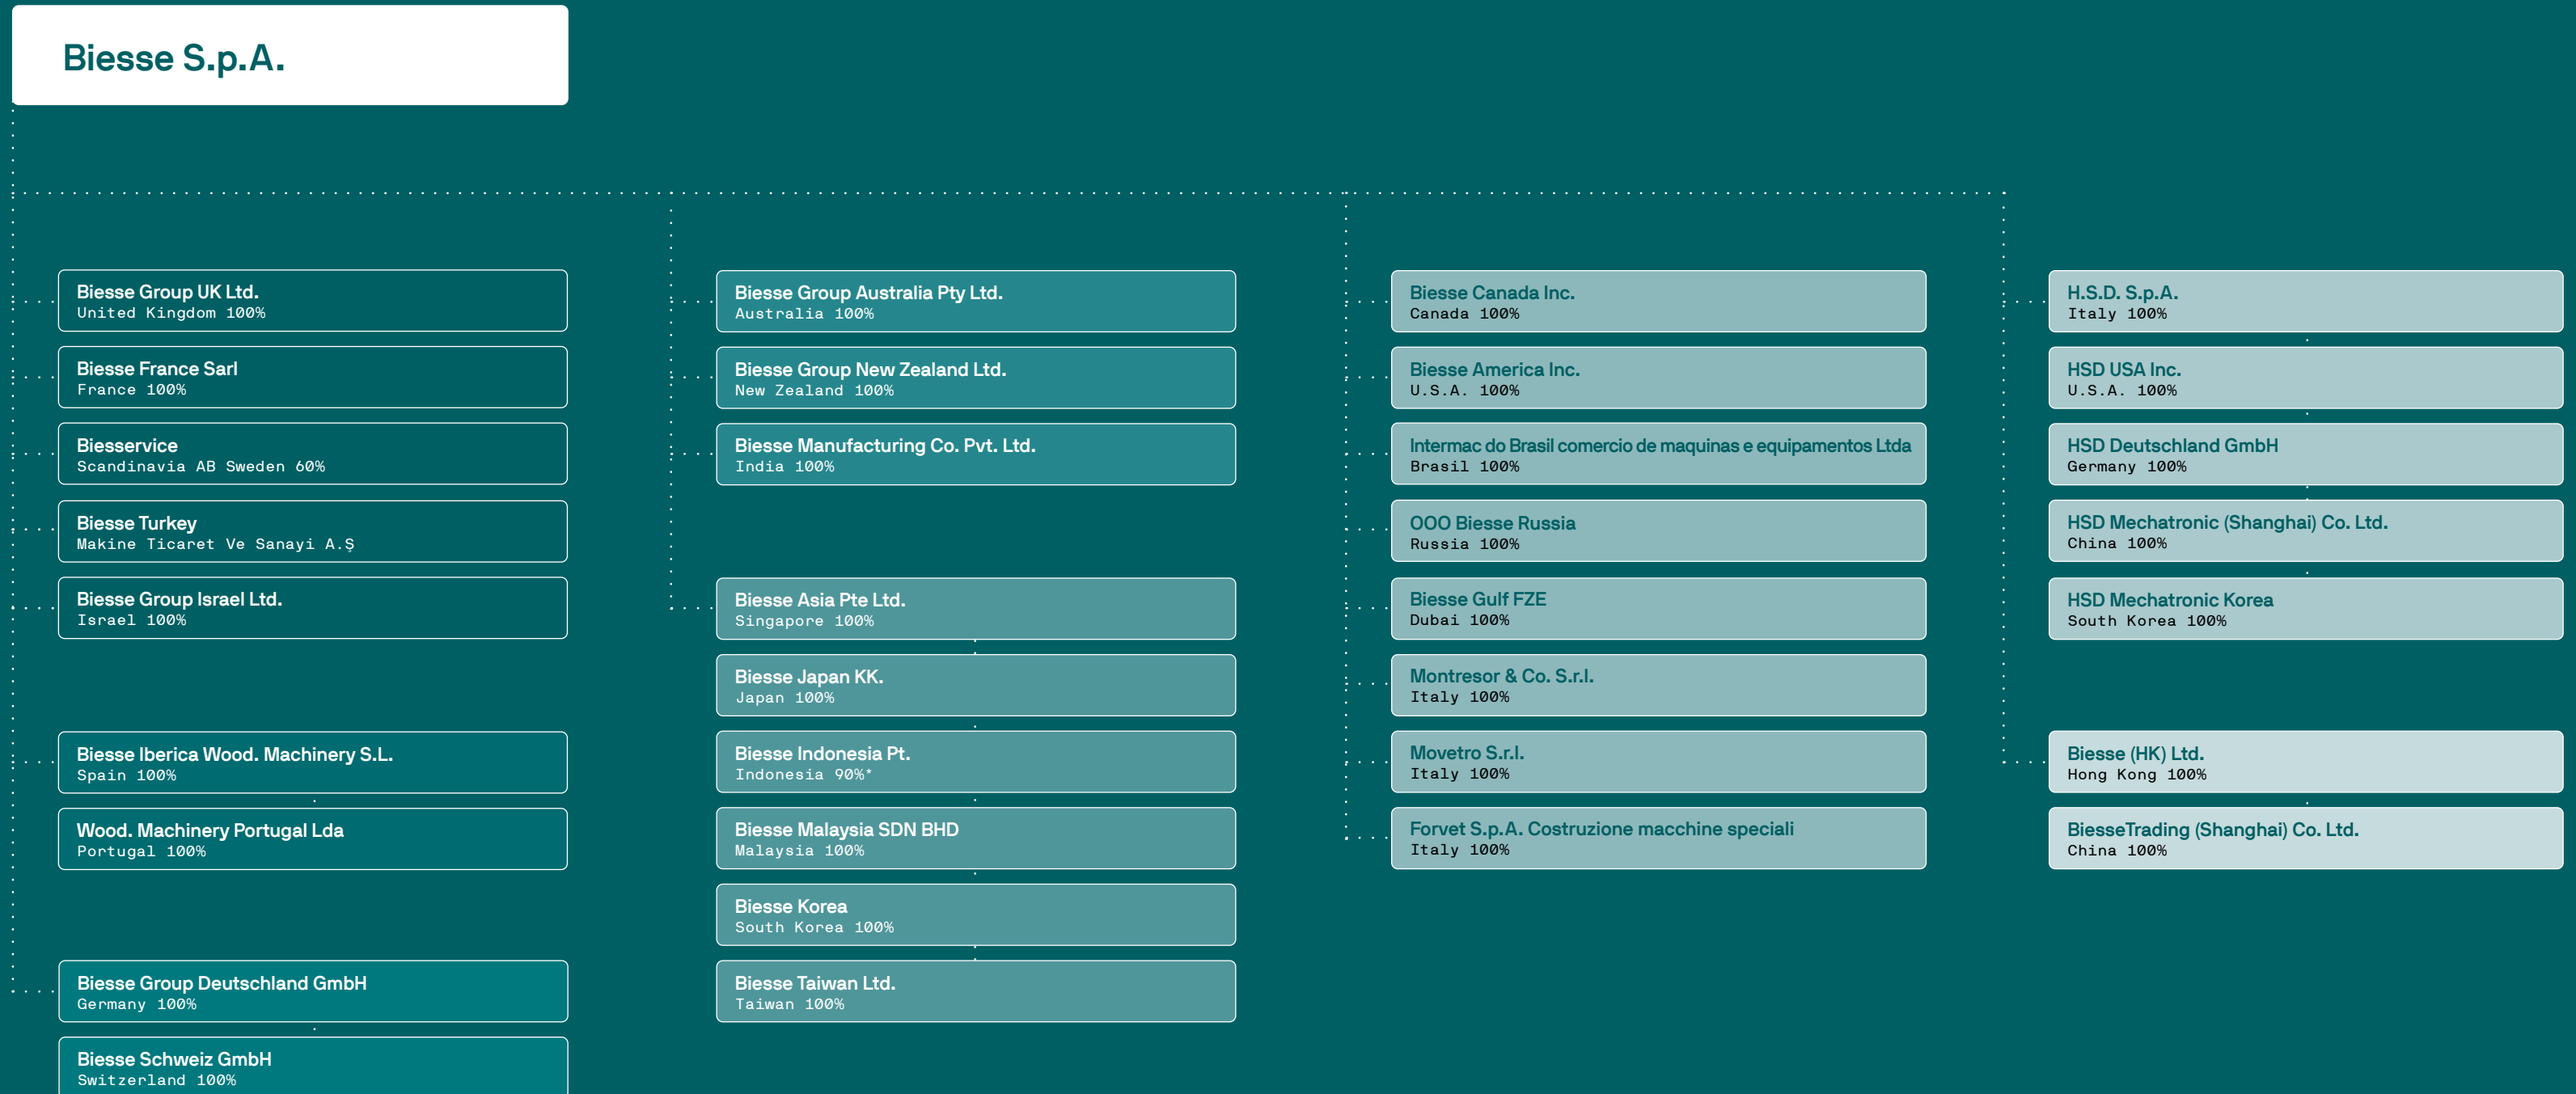 Biesse S.p.A.
Biesse Group UK Ltd.
United Kingdom 100%
Biesse France Sarl
France 100%
Biesservice
Scandinavia AB Sweden 60%
Biesse Turkey
Makine Ticaret Ve Sanayi A.Ş
Biesse Group Israel Ltd.
Israel 100%
Biesse Iberica Wood. Machinery S.L.
Spain 100%
Wood. Machinery Portugal Lda
Portugal 100%
Biesse Group Deutschland GmbH
Germany 100%
Biesse Schweiz GmbH
Switzerland 100%
Biesse Group Australia Pty Ltd.
Australia 100%
Biesse Group New Zealand Ltd.
New Zealand 100%
Biesse Manufacturing Co. Pvt. Ltd.
India 100%
Biesse Asia Pte Ltd.
Singapore 100%
Biesse Japan KK.
Japan 100%
Biesse Indonesia Pt.
Indonesia 90%*
Biesse Malaysia SDN BHD
Malaysia 100%
Biesse Korea
South Korea 100%
Biesse Taiwan Ltd.
Taiwan 100%
Biesse Canada Inc.
Canada 100%
Biesse America Inc.
U.S.A. 100%
Intermac do Brasil comercio de maquinas e equipamentos Ltda
Brasil 100%
OOO Biesse Russia
Russia 100%
Biesse Gulf FZE
Dubai 100%
Montresor & Co. S.r.l.
Italy 100%
Movetro S.r.l.
Italy 100%
Forvet S.p.A. Costruzione macchine speciali
Italy 100%
H.S.D. S.p.A.
Italy 100%
HSD USA Inc.
U.S.A. 100%
HSD Deutschland GmbH
Germany 100%
HSD Mechatronic (Shanghai) Co. Ltd.
China 100%
HSD Mechatronic Korea
South Korea 100%
Biesse (HK) Ltd.
Hong Kong 100%
BiesseTrading (Shanghai) Co. Ltd.
China 100%